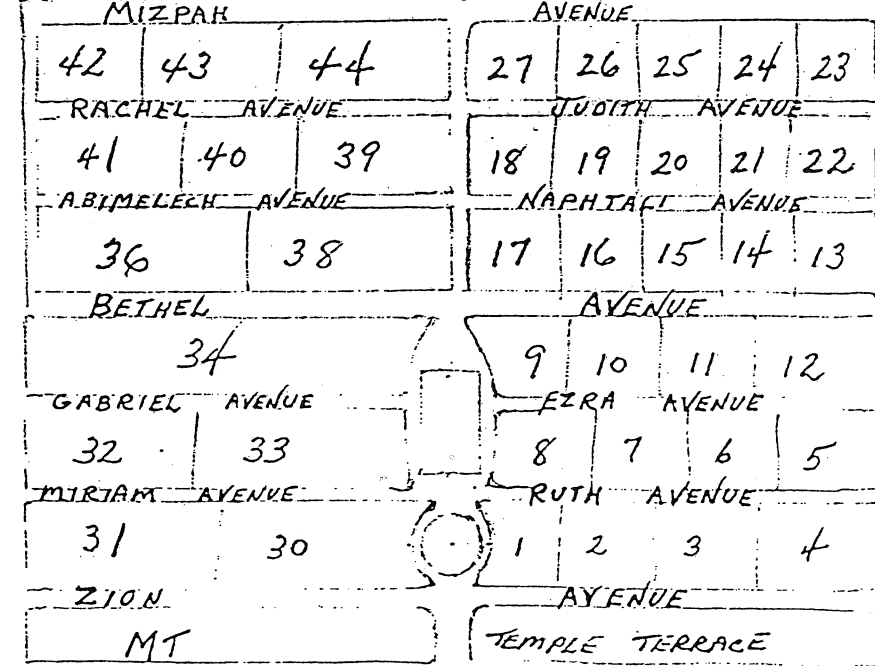 MIZPAH AVENUE
42 43 44 27 26 25 24 23
RACHEL AVENUE JUDITH AVENUE
41 40 39 18 19 20 21 22
ABIMELECH AVENUE NAPHTALI AVENUE
36 38 17 16 15 14 13
BETHEL AVENUE
34 9 10 11 12
GABRIEL AVENUE EZRA AVENUE
32 33 8 7 6 5
MIRIAM AVENUE RUTH AVENUE
31 30 1 2 3 4
ZION AVENUE
MT TEMPLE TERRACE